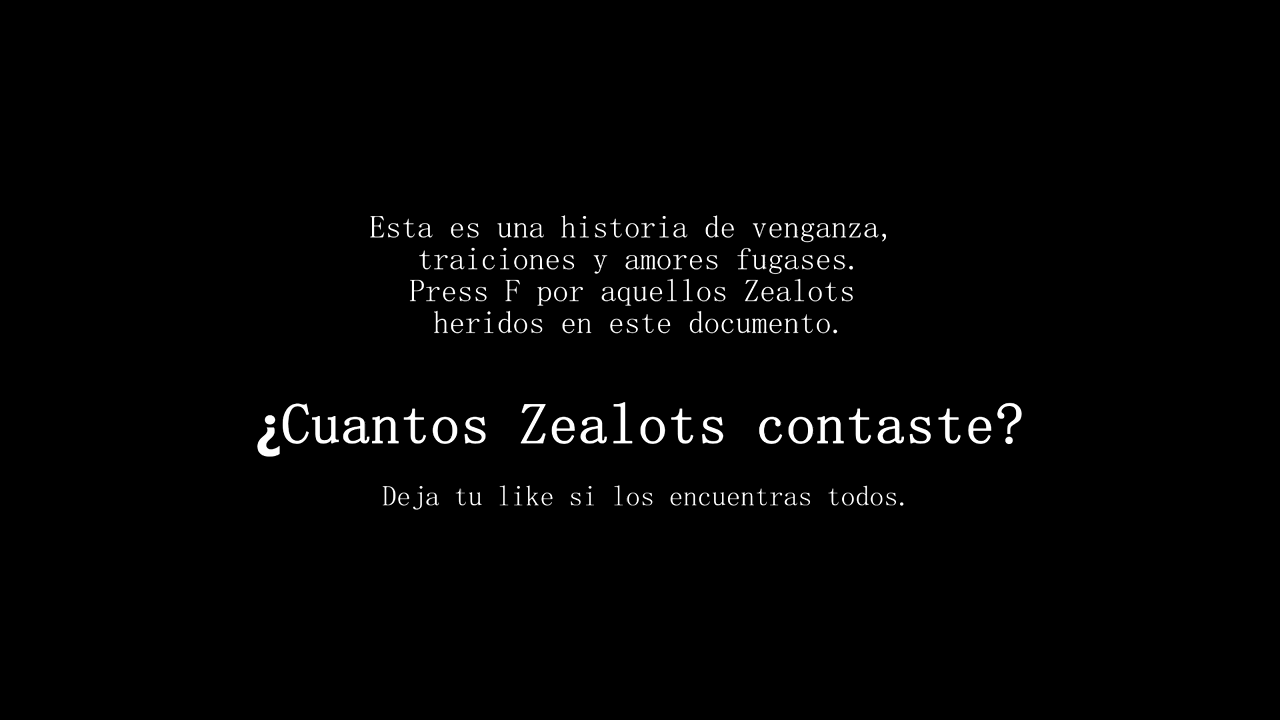 Esta es una historia de venganza,
traiciones y amores fugases.
Press F por aquellos Zealots
heridos en este documento.
¿Cuantos Zealots contaste?
Deja tu like si los encuentras todos.